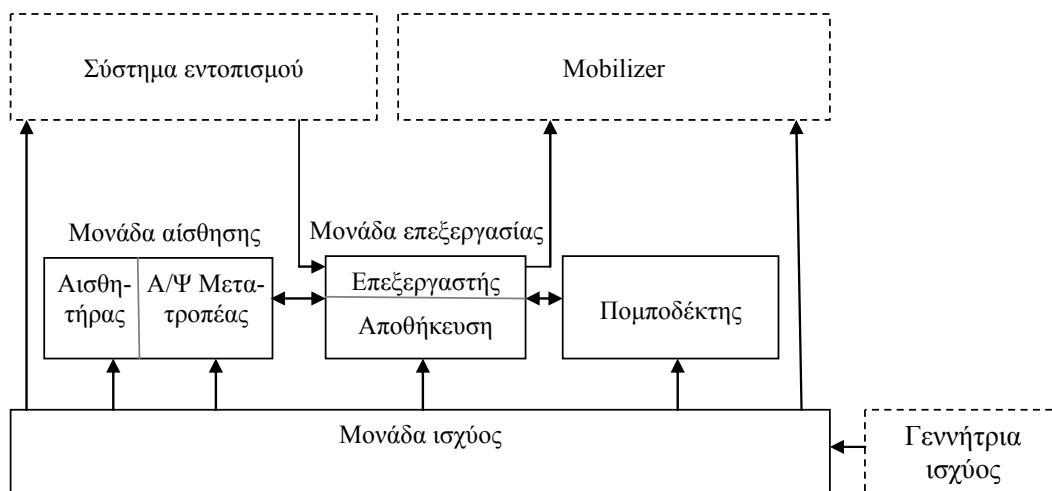 Σύστημα εντοπισμού
Mobilizer
Μονάδα αίσθησης
Μονάδα επεξεργασίας
Αισθη-
τήρας
Α/Ψ Μετα-
τροπέας
Επεξεργαστής
Αποθήκευση
Πομποδέκτης
Μονάδα ισχύος
Γεννήτρια
ισχύος